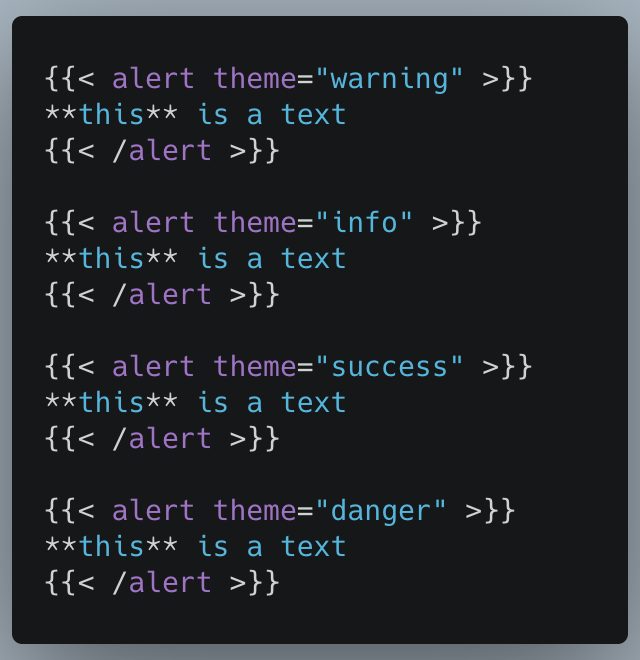 {{< alert theme="warning" >}}
**this** is a text
{{< /alert >}}
{{< alert theme="info" >}}
**this** is a text
{{< /alert >}}
{{< alert theme="success" >}}
**this** is a text
{{< /alert >}}
{{< alert theme="danger" >}}
**this** is a text
{{< /alert >}}